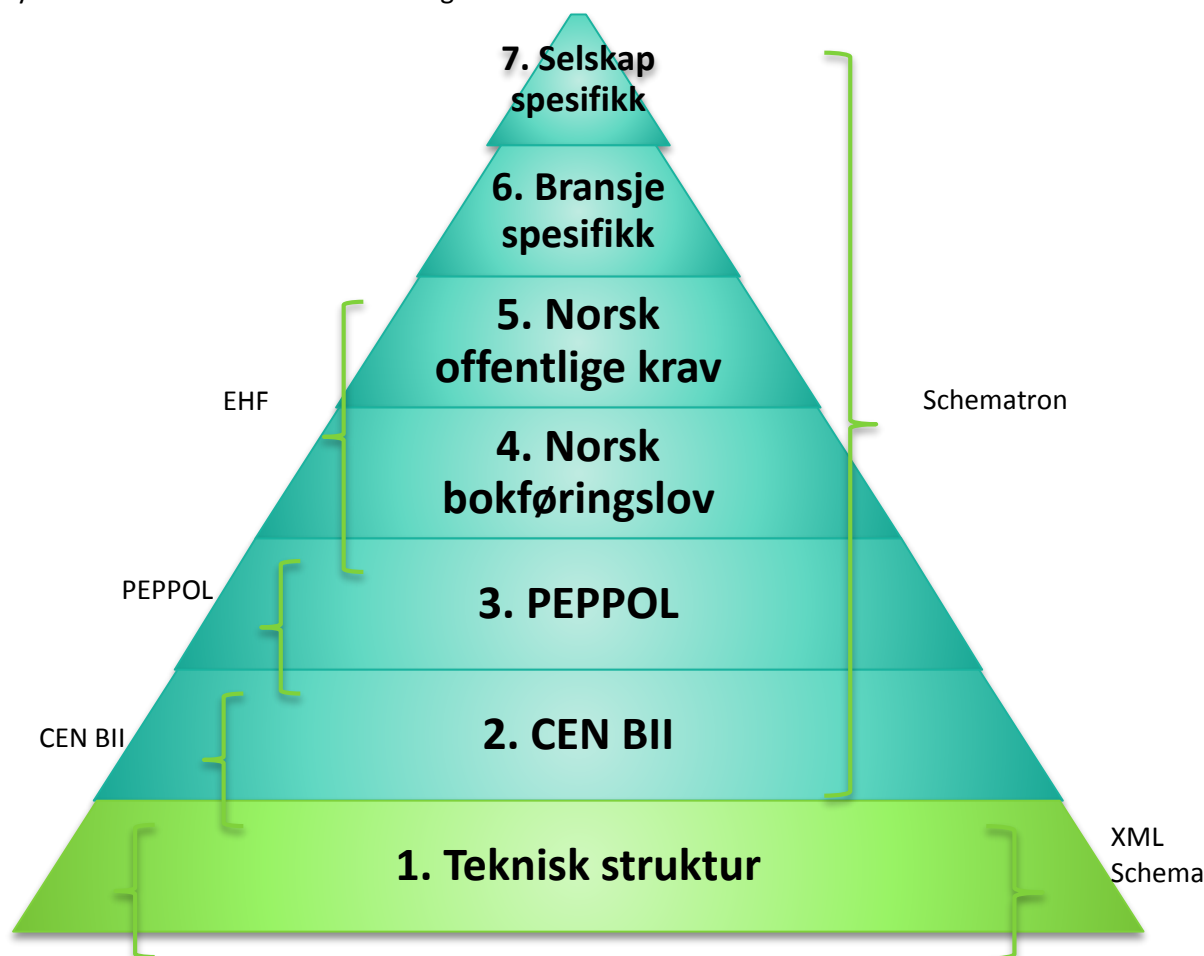 7. Selskap
spesifikk
6. Bransje
spesifikk
5. Norsk
offentlige krav
EHF
Schematron
4. Norsk
bokføringslov
PEPPOL
3. PEPPOL
CEN BII
2. CEN BII
1. Teknisk struktur
XML
Schema